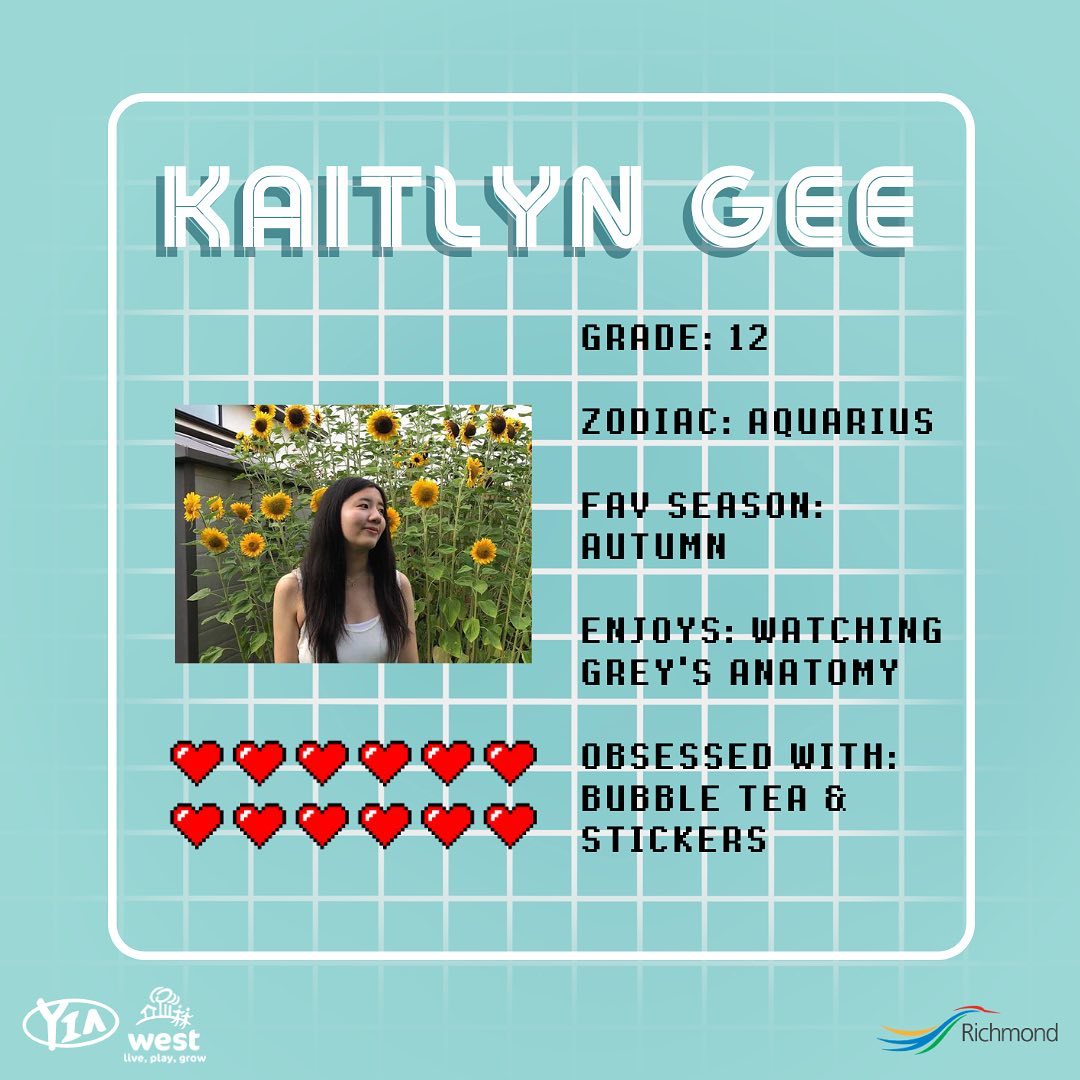 KAITLYN GEE
GRADE: 12
ZODIAC: AQUARIUS
FAV SEASON:
AUTUMN
ENJOYS: WATCHING
GREY'S ANATOMY
OBSESSED WITH:
BUBBLE TEA &
STICKERS
YIA
west
live, play, grow
Richmond